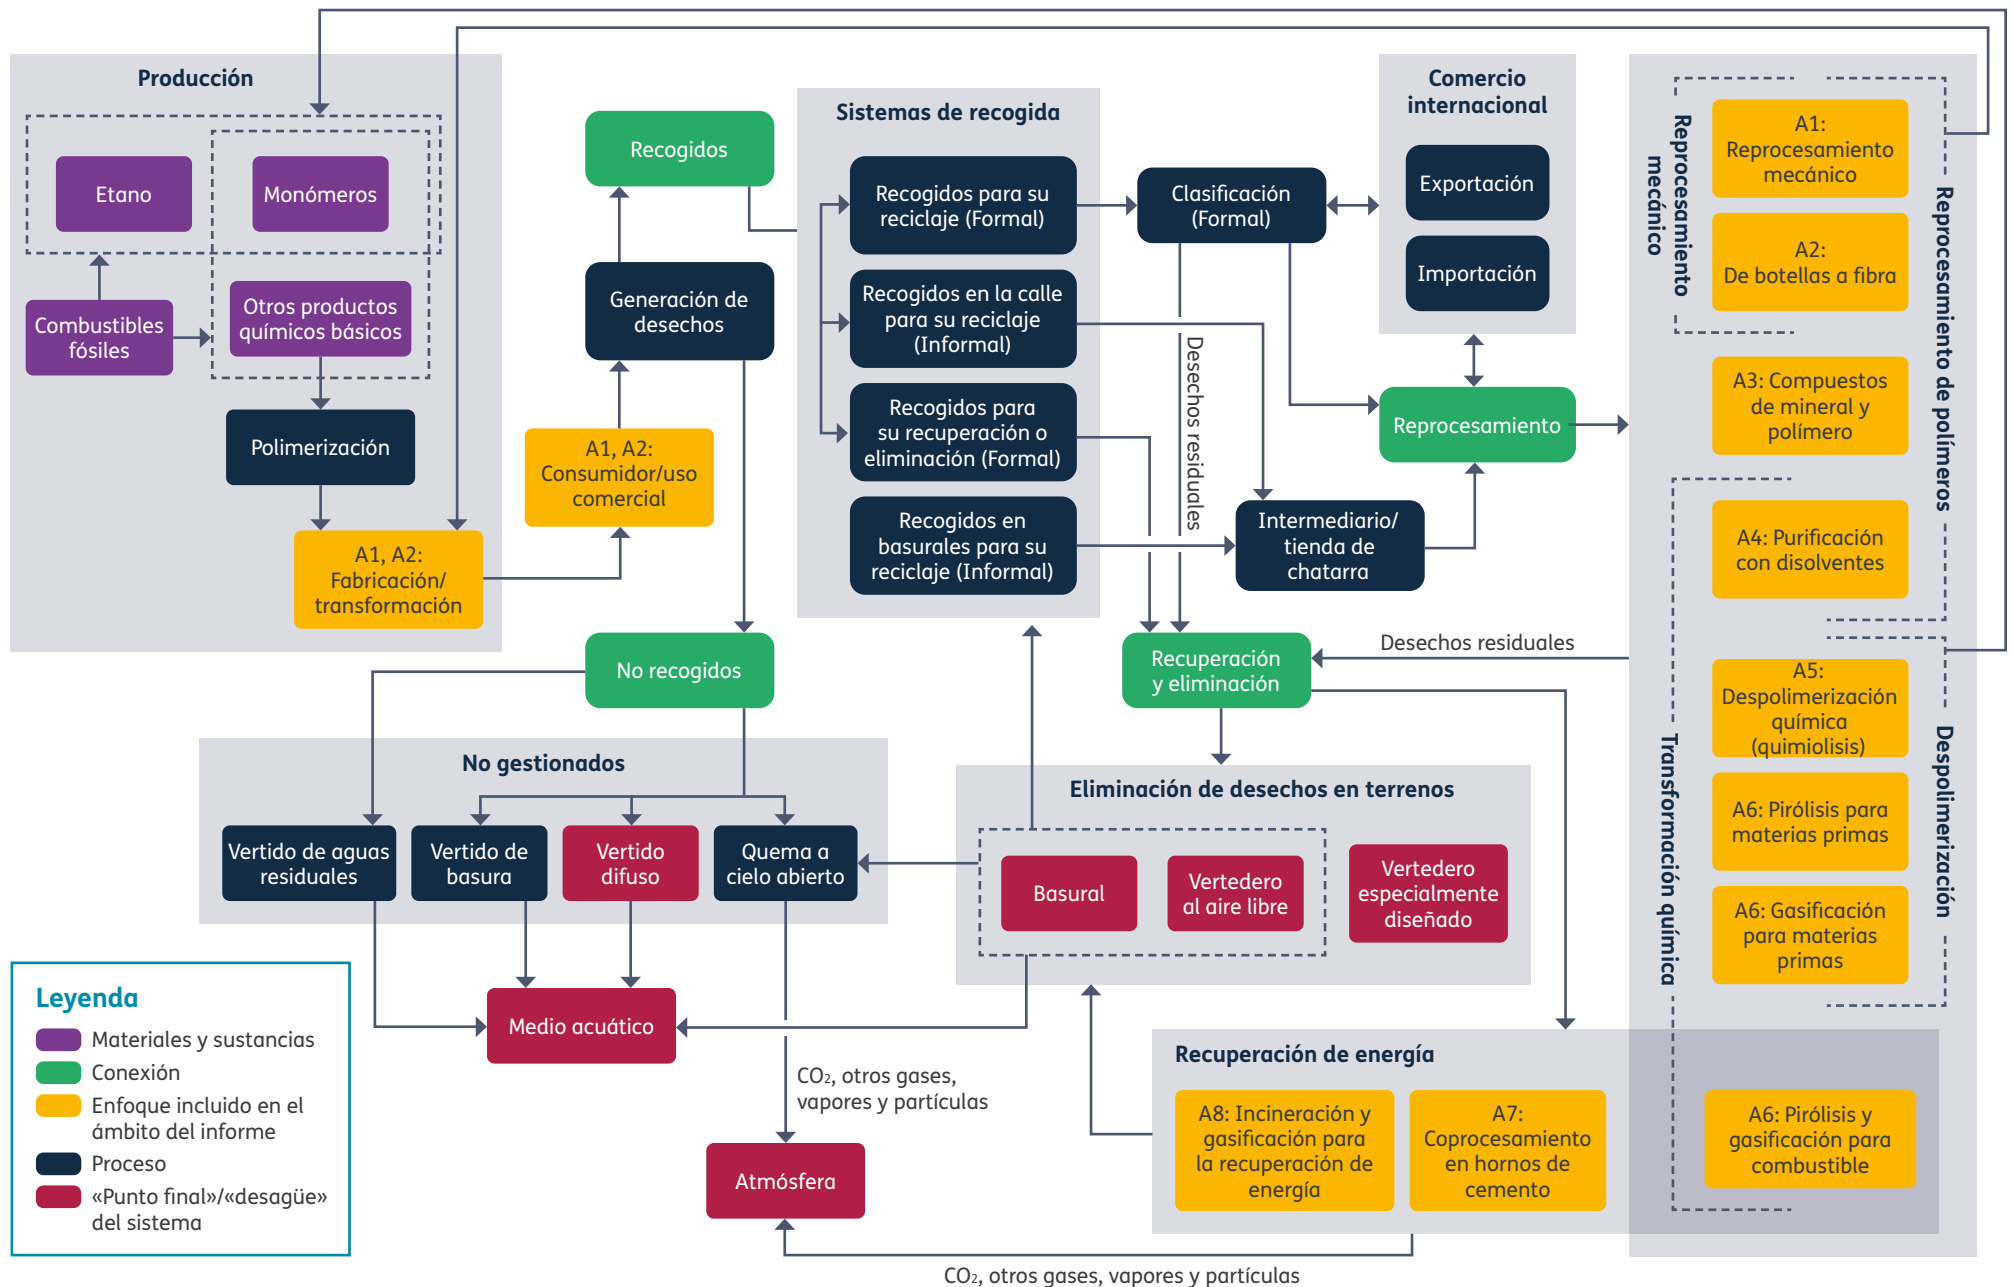 Producción
Etano
Monómeros
Combustibles
fósiles
Otros productos
químicos básicos
Polimerización
A1, A2:
Fabricación/
transformación
Recogidos
Generación de
desechos
A1, A2:
Consumidor/uso
comercial
No recogidos
Sistemas de recogida
Recogidos para su
reciclaje (Formal)
Recogidos en la calle
para su reciclaje
(Informal)
Recogidos para
su recuperación o
eliminación (Formal)
Recogidos en
basurales para su
reciclaje (Informal)
Clasificación
(Formal)
Desechos residuales
Intermediario/
tienda de
chatarra
Comercio
internacional
Exportación
Importación
Reprocesamiento
Recuperación
y eliminación
Desechos residuales
Reprocesamiento
mecánico
A1:
Reprocesamiento
mecánico
A2:
De botellas a fibra
A3: Compuestos
de mineral y
polímero
Reprocesamiento de polímeros
A4: Purificación
con disolventes
A5:
Despolimerización
química
(quimiolisis)
A6: Pirólisis para
materias primas
A6: Gasificación
para materias
primas
Despolimerización
Transformación química
A6: Pirólisis y
gasificación para
combustible
No gestionados
Vertido de aguas
residuales
Vertido de
basura
Vertido
difuso
Quema a
cielo abierto
Eliminación de desechos en terrenos
Basural
Vertedero
al aire libre
Vertedero
especialmente
diseñado
Medio acuático
CO₂, otros gases,
vapores y partículas
Atmósfera
Recuperación de energía
A8: Incineración y
gasificación para
la recuperación de
energía
A7:
Coprocesamiento
en hornos de
cemento
CO₂, otros gases, vapores y partículas
Leyenda
Materiales y sustancias
Conexión
Enfoque incluido en el
ámbito del informe
Proceso
«Punto final»/«desagüe»
del sistema